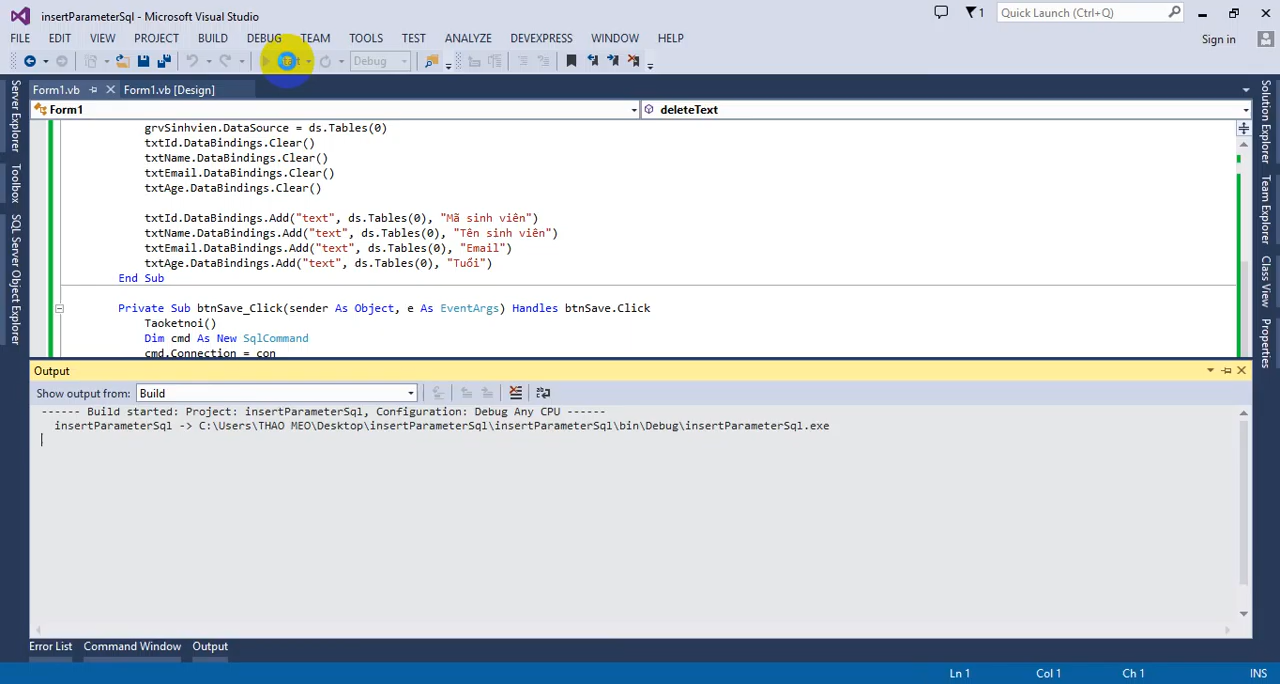 insertParameterSql - Microsoft Visual Studio
1
Quick Launch (Ctrl+Q)
FILE EDIT VIEW PROJECT BUILD DEBUG TEAM TOOLS TEST ANALYZE DEVEXPRESS WINDOW HELP
Sign in
Debug
Form1.vb
Form1.vb [Design]
Form1
deleteText
Server Explorer
Toolbox
SQL Server Object Explorer
grvSinhvien.DataSource = ds.Tables(0)
txtId.DataBindings.Clear()
txtName.DataBindings.Clear()
txtEmail.DataBindings.Clear()
txtAge.DataBindings.Clear()
txtId.DataBindings.Add("text", ds.Tables(0), "Mã sinh viên")
txtName.DataBindings.Add("text", ds.Tables(0), "Tên sinh viên")
txtEmail.DataBindings.Add("text", ds.Tables(0), "Email")
txtAge.DataBindings.Add("text", ds.Tables(0), "Tuổi")
End Sub
Private Sub btnSave_Click(sender As Object, e As EventArgs) Handles btnSave.Click
Taoketnoi()
Dim cmd As New SqlCommand
cmd.Connection = con
Solution Explorer
Team Explorer
Class View
Properties
Output
Show output from: Build
------ Build started: Project: insertParameterSql, Configuration: Debug Any CPU ------
insertParameterSql -> C:\Users\THAO MEO\Desktop\insertParameterSql\insertParameterSql\bin\Debug\insertParameterSql.exe
Error List Command Window Output
Ln 1 Col 1 Ch 1 INS